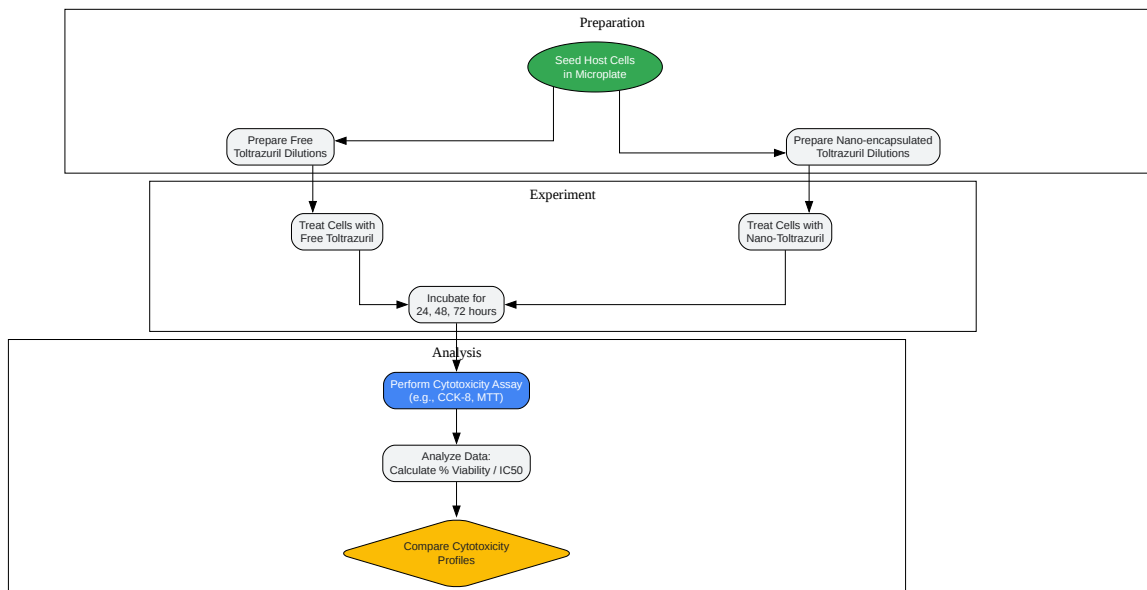 Preparation
Seed Host Cells
in Microplate
Prepare Free
Toltrazuril Dilutions
Prepare Nano-encapsulated
Toltrazuril Dilutions
Experiment
Treat Cells with
Free Toltrazuril
Treat Cells with
Nano-Toltrazuril
Incubate for
24, 48, 72 hours
Analysis
Perform Cytotoxicity Assay
(e.g., CCK-8, MTT)
Analyze Data:
Calculate % Viability / IC50
Compare Cytotoxicity
Profiles